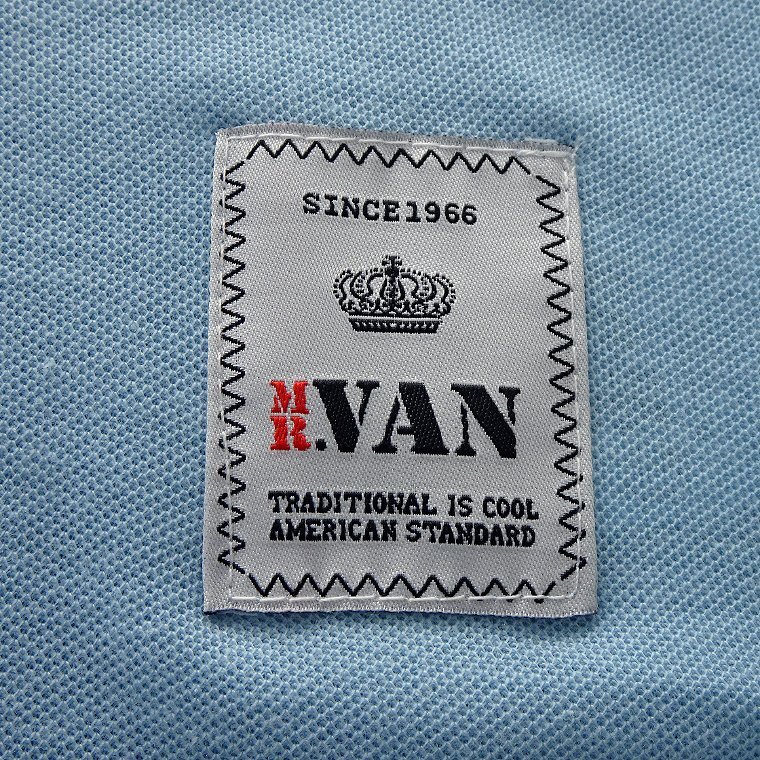 SINCE1966
MR.VAN
TRADITIONAL IS COOL
AMERICAN STANDARD